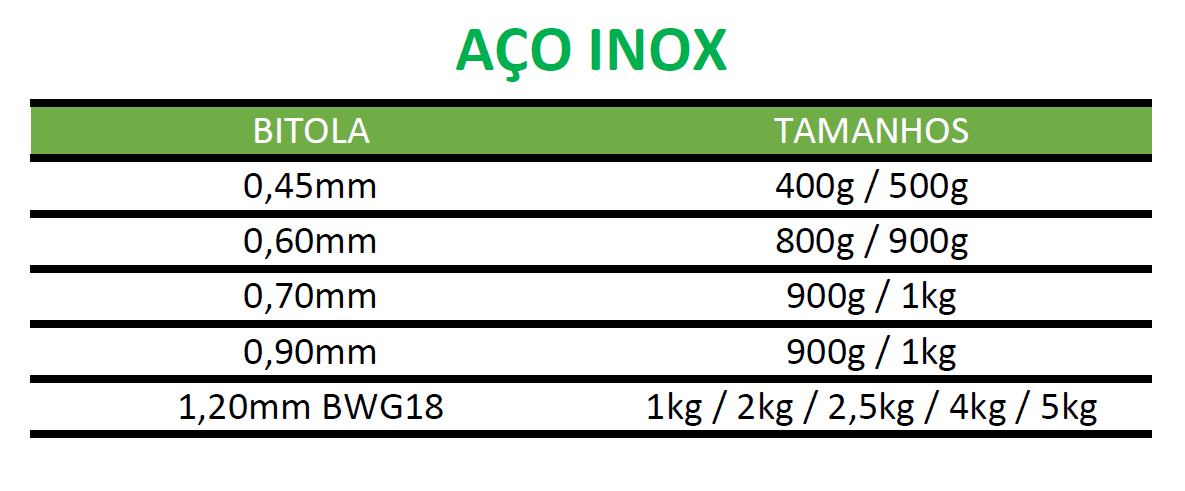 AÇO INOX
BITOLA TAMANHOS
0,45mm 400g / 500g
0,60mm 800g / 900g
0,70mm 900g / 1kg
0,90mm 900g / 1kg
1,20mm BWG18 1kg / 2kg / 2,5kg / 4kg / 5kg